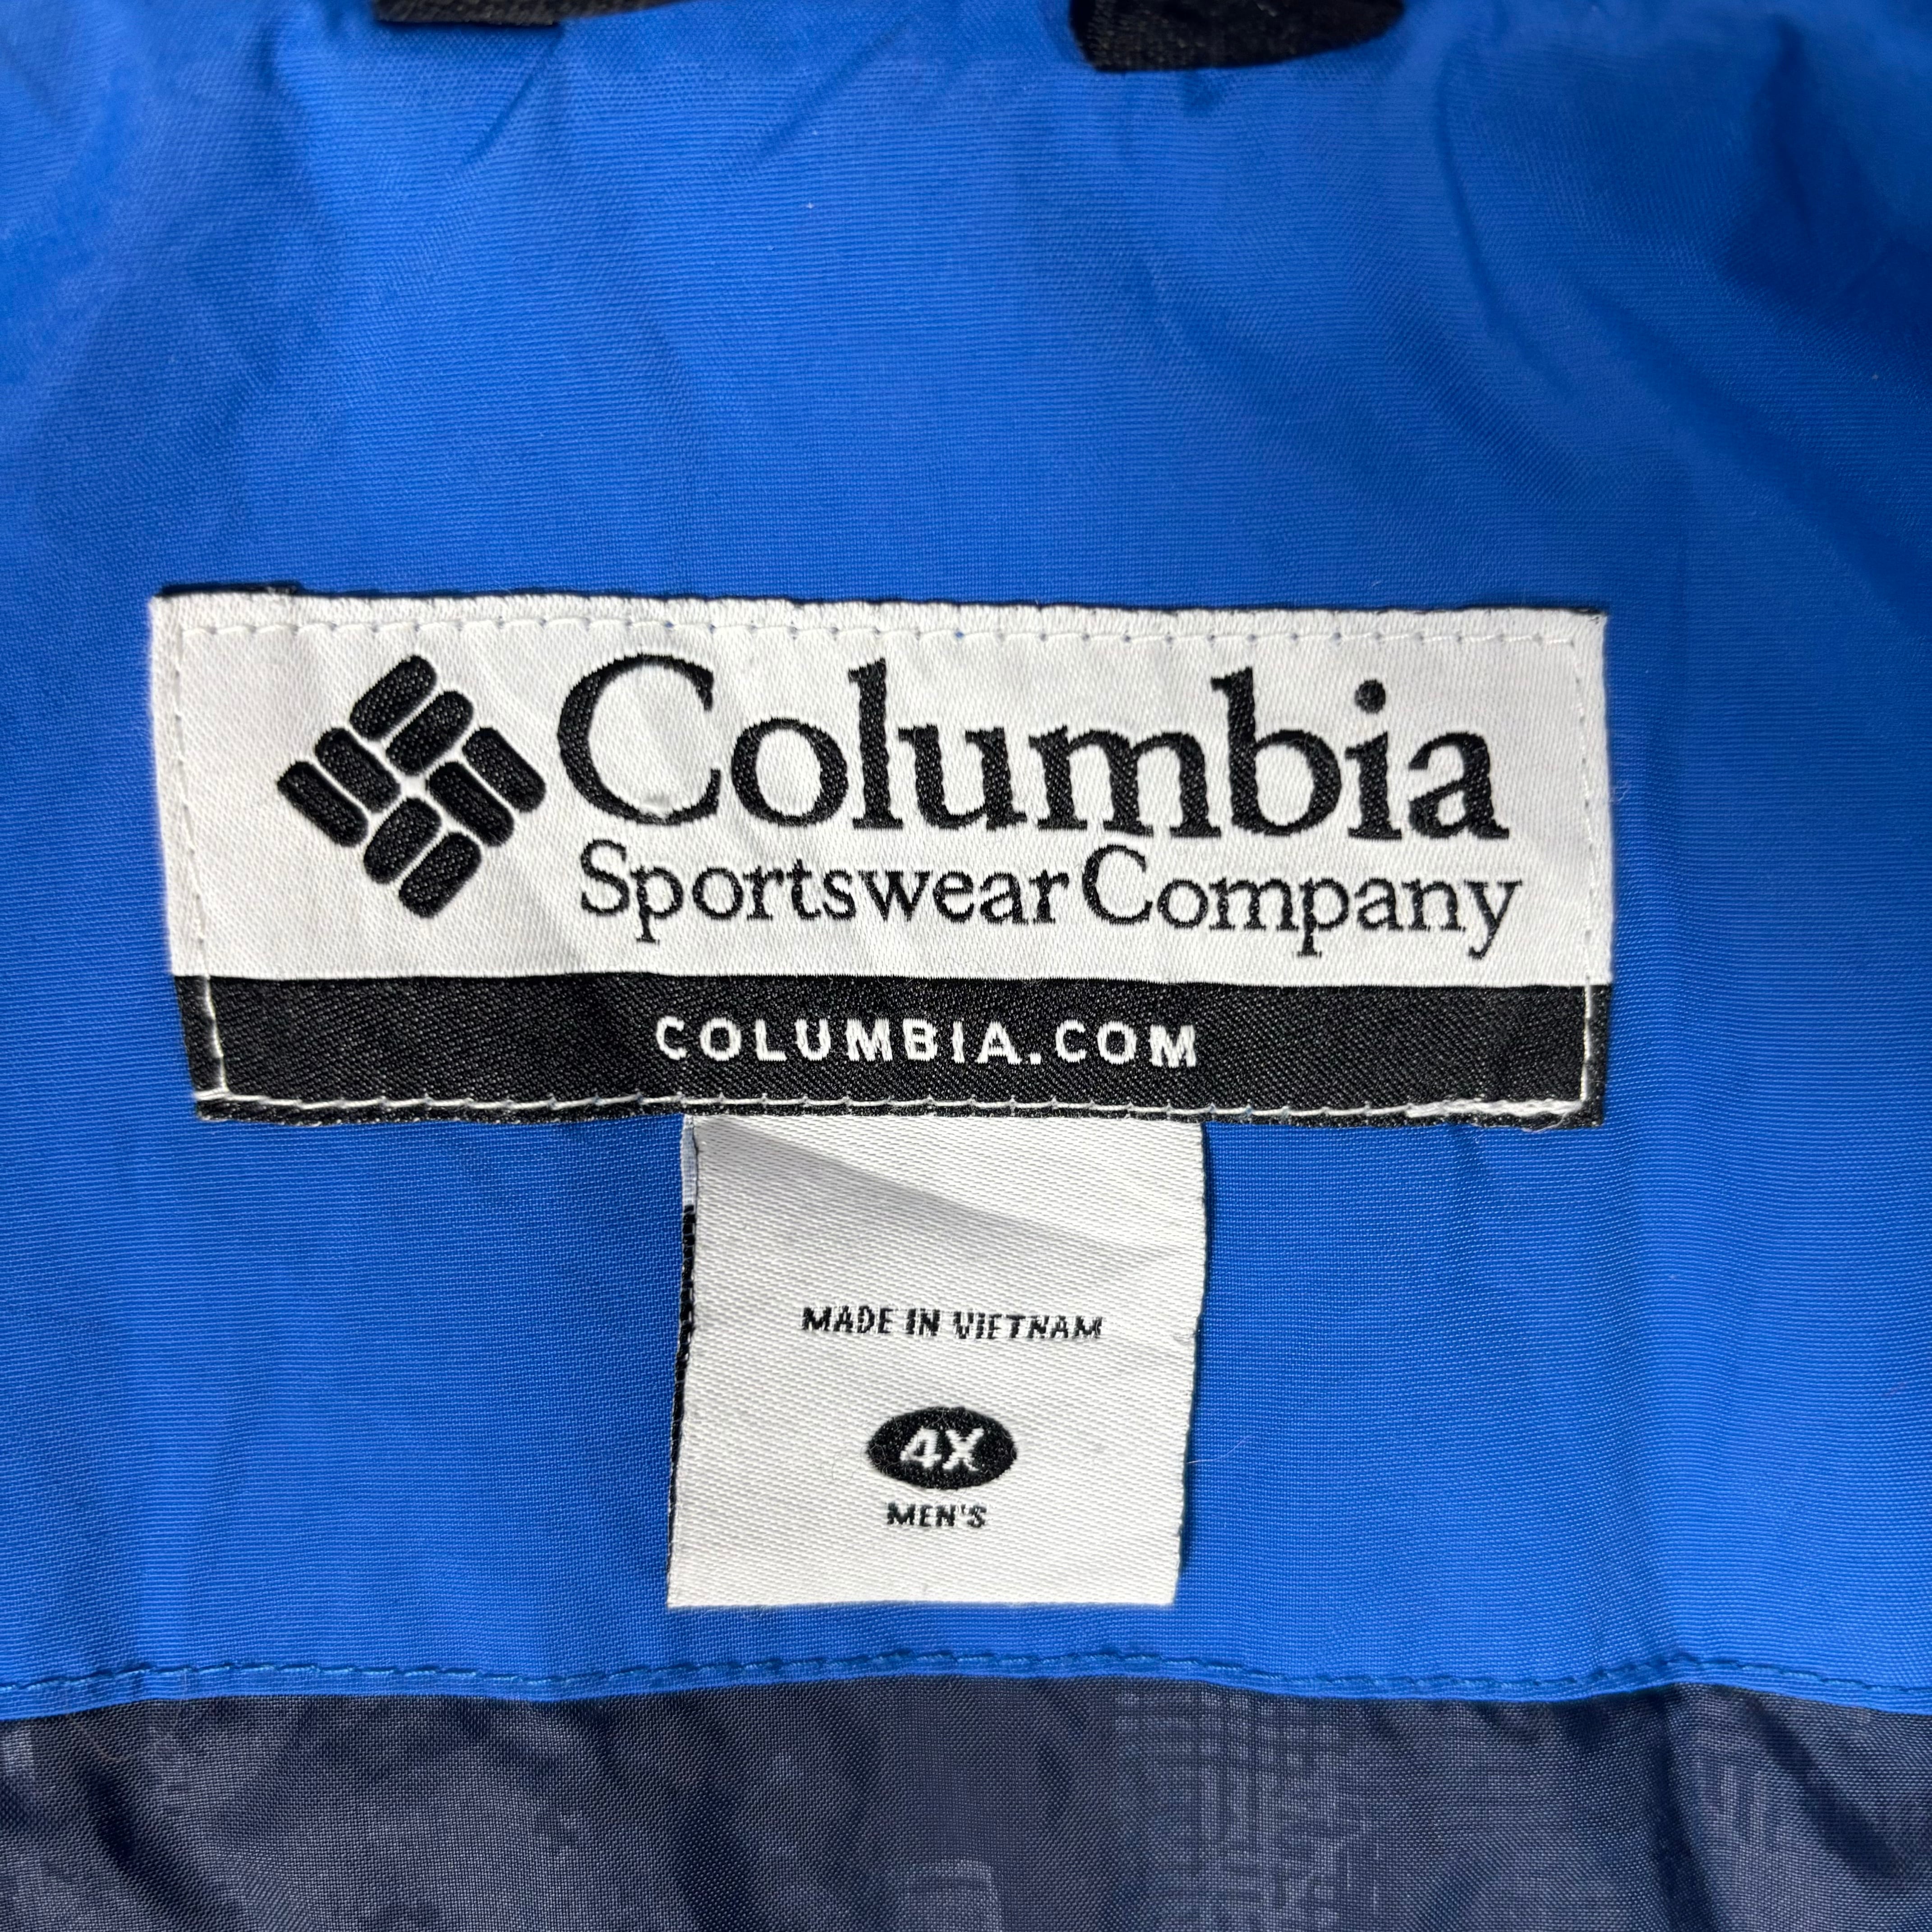 Columbia
Sportswear Company
COLUMBIA.COM
MADE IN VIETNAM
4X
MEN'S